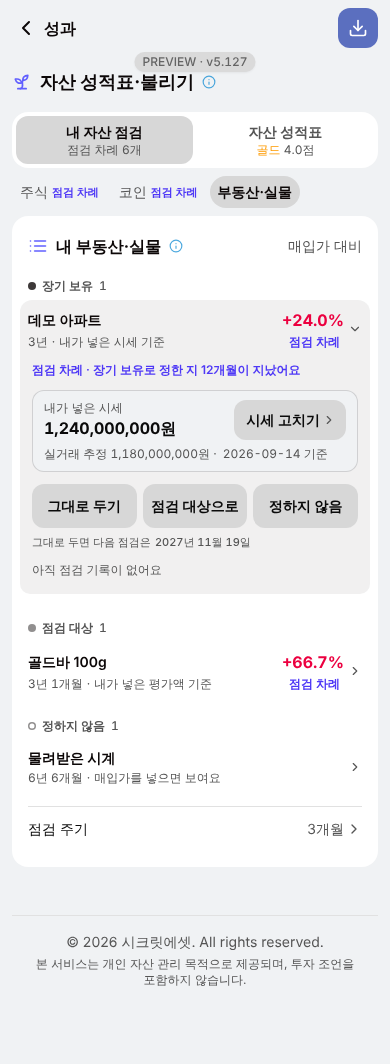 성과
PREVIEW · v5.127
자산 성적표·불리기
내 자산 점검
점검 차례 6개
자산 성적표
골드 4.0점
주식 점검 차례
코인 점검 차례
부동산·실물
내 부동산·실물
매입가 대비
장기 보유 1
데모 아파트
+24.0%
3년 · 내가 넣은 시세 기준
점검 차례
점검 차례 · 장기 보유로 정한 지 12개월이 지났어요
내가 넣은 시세
1,240,000,000원
시세 고치기
실거래 추정 1,180,000,000원 · 2026-09-14 기준
그대로 두기
점검 대상으로
정하지 않음
그대로 두면 다음 점검은 2027년 11월 19일
아직 점검 기록이 없어요
점검 대상 1
골드바 100g
+66.7%
3년 1개월 · 내가 넣은 평가액 기준
점검 차례
정하지 않음 1
물려받은 시계
6년 6개월 · 매입가를 넣으면 보여요
점검 주기
3개월
© 2026 시크릿에셋. All rights reserved.
본 서비스는 개인 자산 관리 목적으로 제공되며, 투자 조언을
포함하지 않습니다.